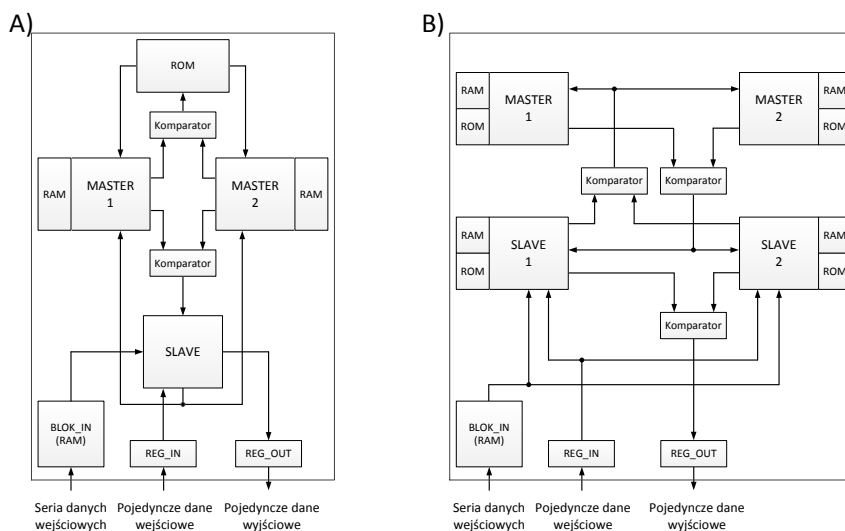 A)
ROM
Komparator
RAM
MASTER
1
MASTER
2
RAM
Komparator
SLAVE
BLOK_IN
(RAM)
REG_IN
REG_OUT
Seria danych
wejściowych
Pojedyncze dane
wejściowe
Pojedyncze dane
wyjściowe
B)
RAM
ROM
MASTER
1
MASTER
2
RAM
ROM
Komparator
Komparator
RAM
ROM
SLAVE
1
SLAVE
2
RAM
ROM
Komparator
BLOK_IN
(RAM)
REG_IN
REG_OUT
Seria danych
wejściowych
Pojedyncze dane
wejściowe
Pojedyncze dane
wyjściowe